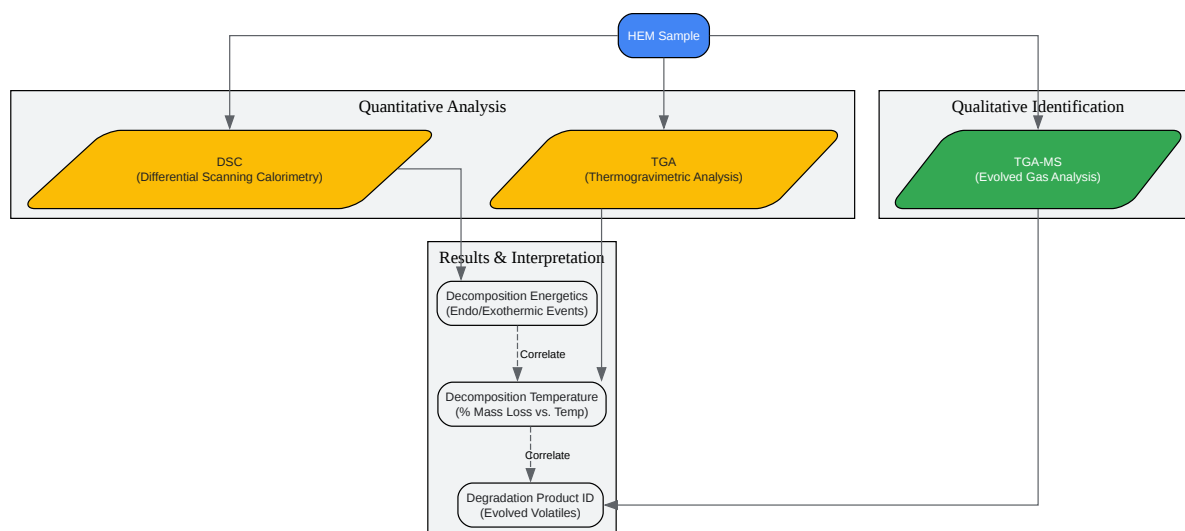 HEM Sample
Quantitative Analysis
Qualitative Identification
DSC
(Differential Scanning Calorimetry)
TGA
(Thermogravimetric Analysis)
TGA-MS
(Evolved Gas Analysis)
Results & Interpretation
Decomposition Energetics
(Endo/Exothermic Events)
Correlate
Decomposition Temperature
(% Mass Loss vs. Temp)
Correlate
Degradation Product ID
(Evolved Volatiles)